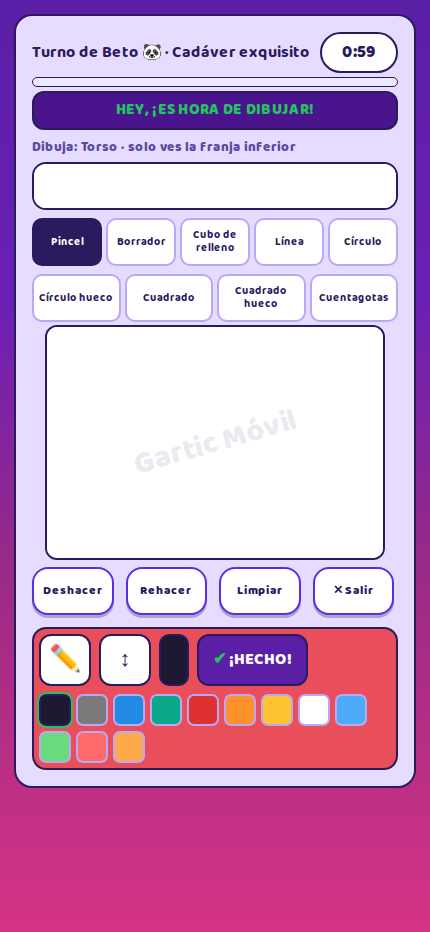 Turno de Beto 🐼 · Cadáver exquisito
0:59
HEY, ¡ES HORA DE DIBUJAR!
Dibuja: Torso · solo ves la franja inferior
Pincel
Borrador
Cubo de
relleno
Línea
Círculo
Círculo hueco
Cuadrado
Cuadrado
hueco
Cuentagotas
Gartic Móvil
Deshacer
Rehacer
Limpiar
✕ Salir
✔ ¡HECHO!